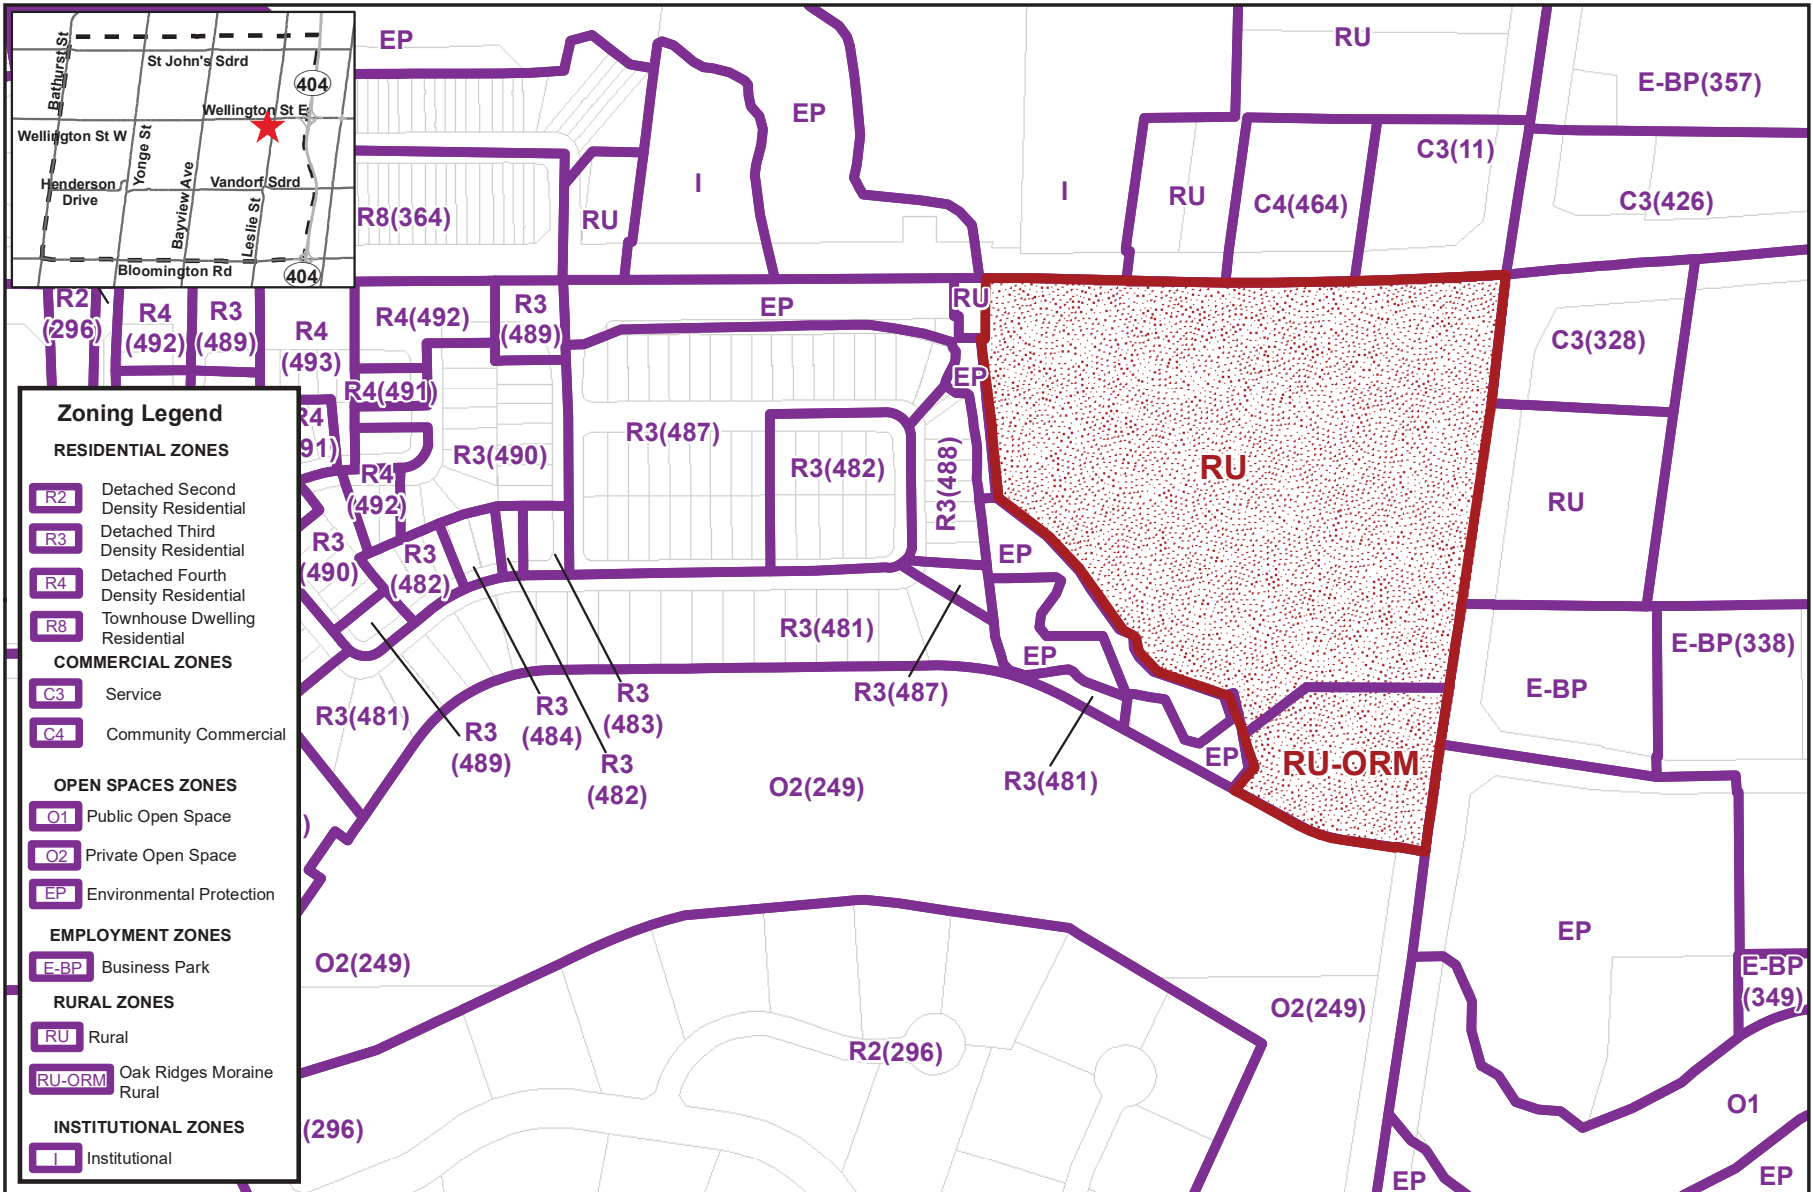 Bathurst St
St John's Sdrd
404
Wellington St E
Wellington St W
Yonge St
Bayview Ave
Henderson
Drive
Vandorf Sdrd
Leslie St
Bloomington Rd
404
EP
RU
E-BP(357)
EP
C3(11)
I
I
RU
C4(464)
C3(426)
R8(364)
RU
R2
(296)
R4
(492)
R3
(489)
R4
(493)
R4(492)
R3
(489)
EP
RU
C3(328)
R4(491)
EP
R4
91)
R3(487)
R3(490)
R3(482)
R3(488)
RU
R4
(492)
RU
R3
(490)
R3
(482)
EP
R3(481)
EP
E-BP(338)
R3(481)
R3
(489)
R3
(484)
R3
(483)
R3
(482)
R3(487)
E-BP
EP
RU-ORM
O2(249)
R3(481)
)
EP
O2(249)
E-BP
(349)
O2(249)
R2(296)
O1
(296)
EP
EP
Zoning Legend
RESIDENTIAL ZONES
R2 Detached Second
Density Residential
R3 Detached Third
Density Residential
R4 Detached Fourth
Density Residential
R8 Townhouse Dwelling
Residential
COMMERCIAL ZONES
C3 Service
C4 Community Commercial
OPEN SPACES ZONES
O1 Public Open Space
O2 Private Open Space
EP Environmental Protection
EMPLOYMENT ZONES
E-BP Business Park
RURAL ZONES
RU Rural
RU-ORM Oak Ridges Moraine
Rural
INSTITUTIONAL ZONES
I Institutional